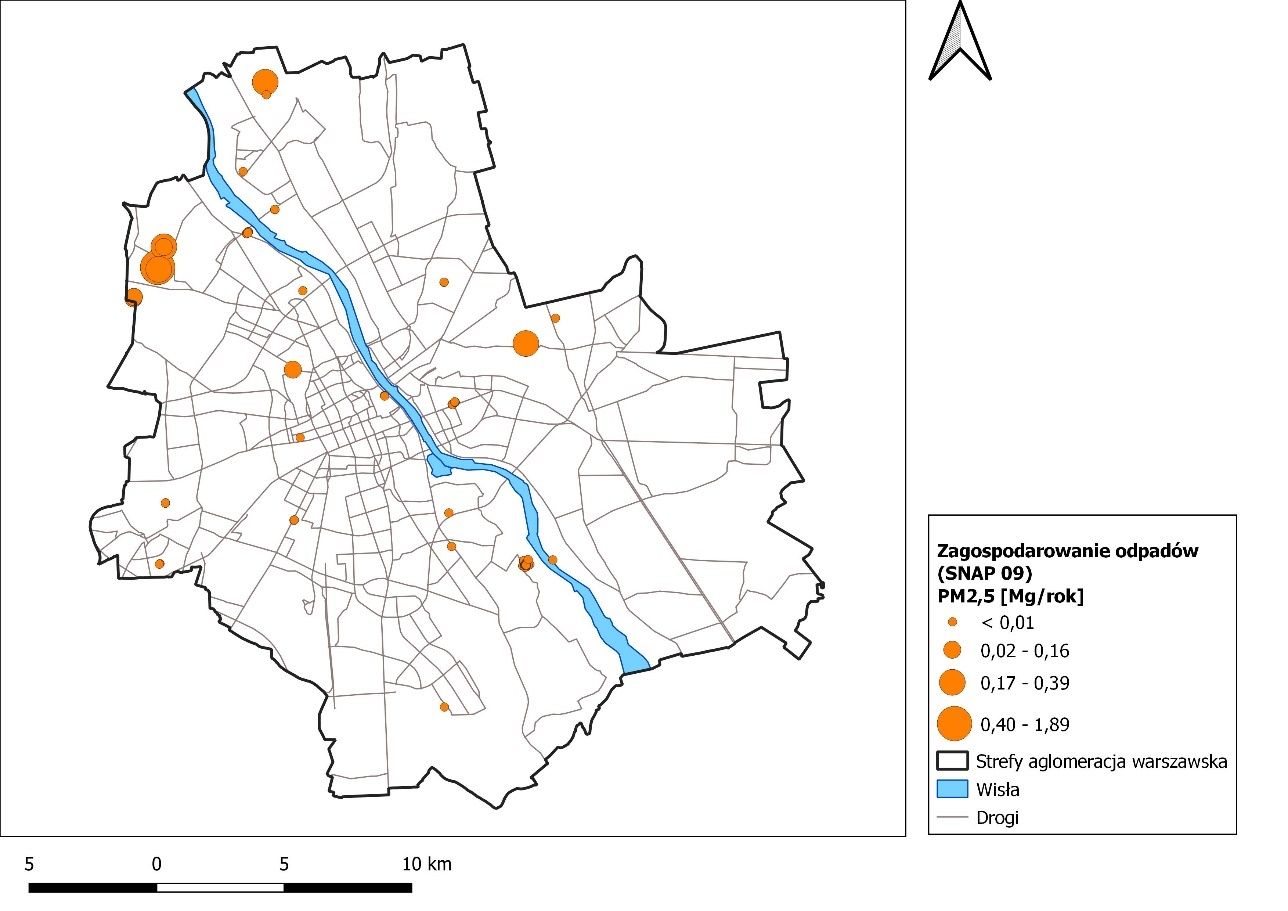 Zagospodarowanie odpadów
(SNAP 09)
PM2,5 [Mg/rok]
< 0,01
0,02 - 0,16
0,17 - 0,39
0,40 - 1,89
Strefy aglomeracja warszawska
Wisła
Drogi
5 0 5 10 km